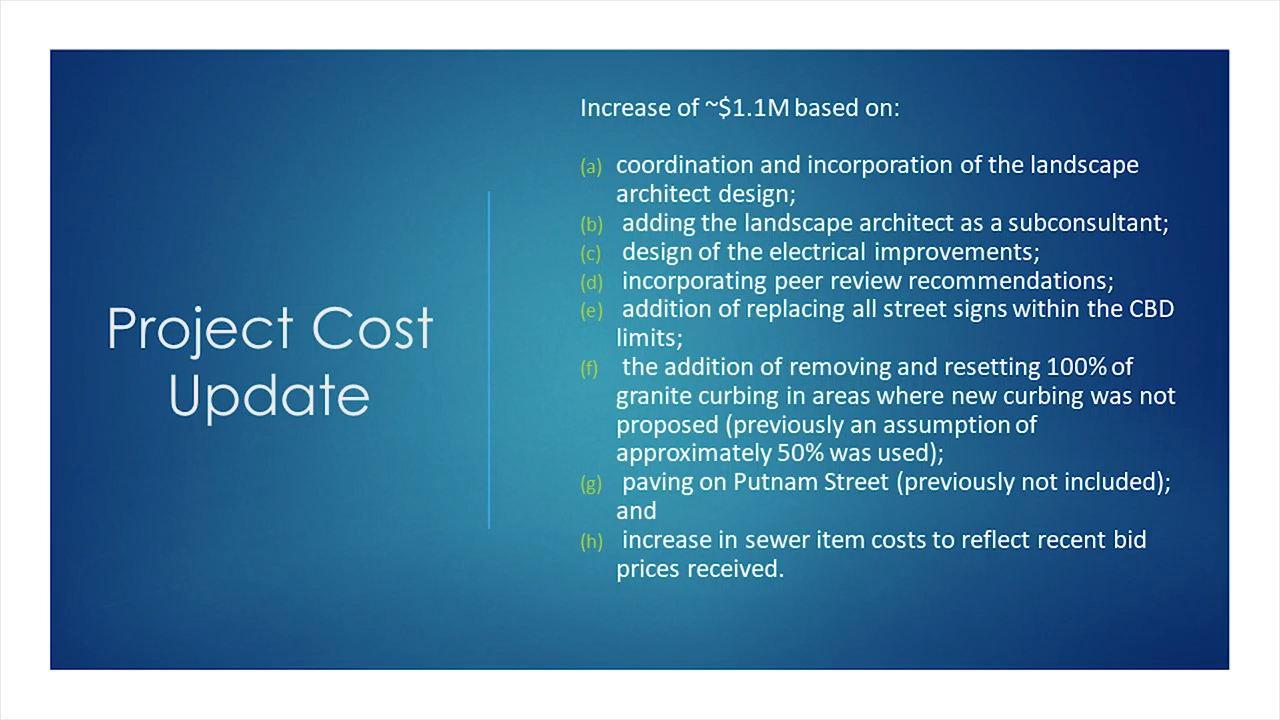 Project Cost
Update
Increase of ~$1.1M based on:
(a) coordination and incorporation of the landscape
architect design;
(b) adding the landscape architect as a subconsultant;
(c) design of the electrical improvements;
(d) incorporating peer review recommendations;
(e) addition of replacing all street signs within the CBD
limits;
(f) the addition of removing and resetting 100% of
granite curbing in areas where new curbing was not
proposed (previously an assumption of
approximately 50% was used);
(g) paving on Putnam Street (previously not included);
and
(h) increase in sewer item costs to reflect recent bid
prices received.